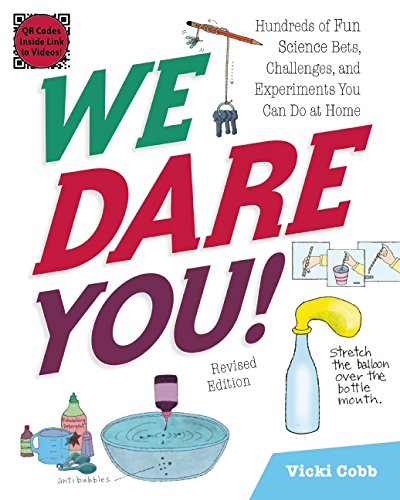 QR Codes
Inside Link
to Videos!
Hundreds of Fun
Science Bets,
Challenges, and
Experiments You
Can Do at Home
WE
DARE
YOU!
Revised
Edition
Stretch
the balloon
over the
bottle
mouth.
antibubbles
Vicki Cobb